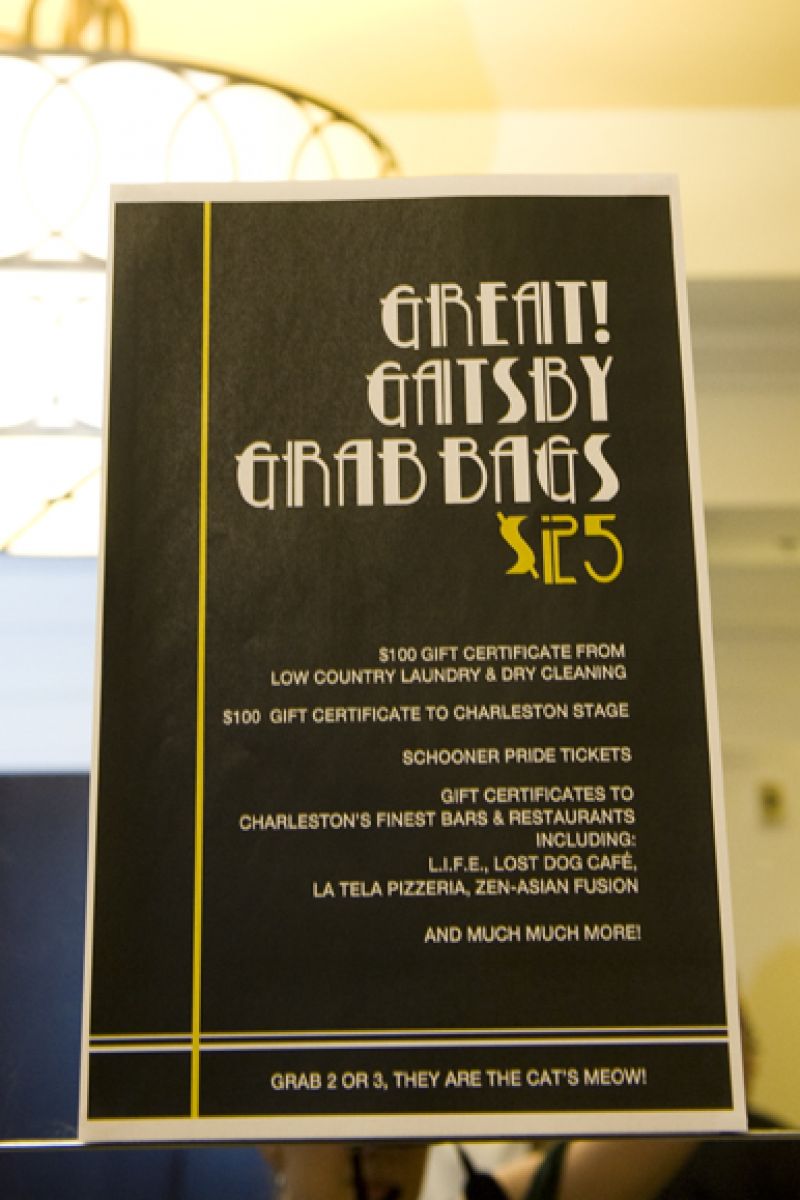 GREAT!
GATSBY
GRAB BAGS
$125
$100 GIFT CERTIFICATE FROM
LOW COUNTRY LAUNDRY & DRY CLEANING
$100 GIFT CERTIFICATE TO CHARLESTON STAGE
SCHOONER PRIDE TICKETS
GIFT CERTIFICATES TO
CHARLESTON'S FINEST BARS & RESTAURANTS
INCLUDING:
L.I.F.E., LOST DOG CAFÉ,
LA TELA PIZZERIA, ZEN-ASIAN FUSION
AND MUCH MUCH MORE!
GRAB 2 OR 3, THEY ARE THE CAT'S MEOW!